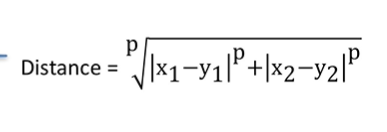 Distance = ᵖ√|x₁−y₁|ᵖ+|x₂−y₂|ᵖ